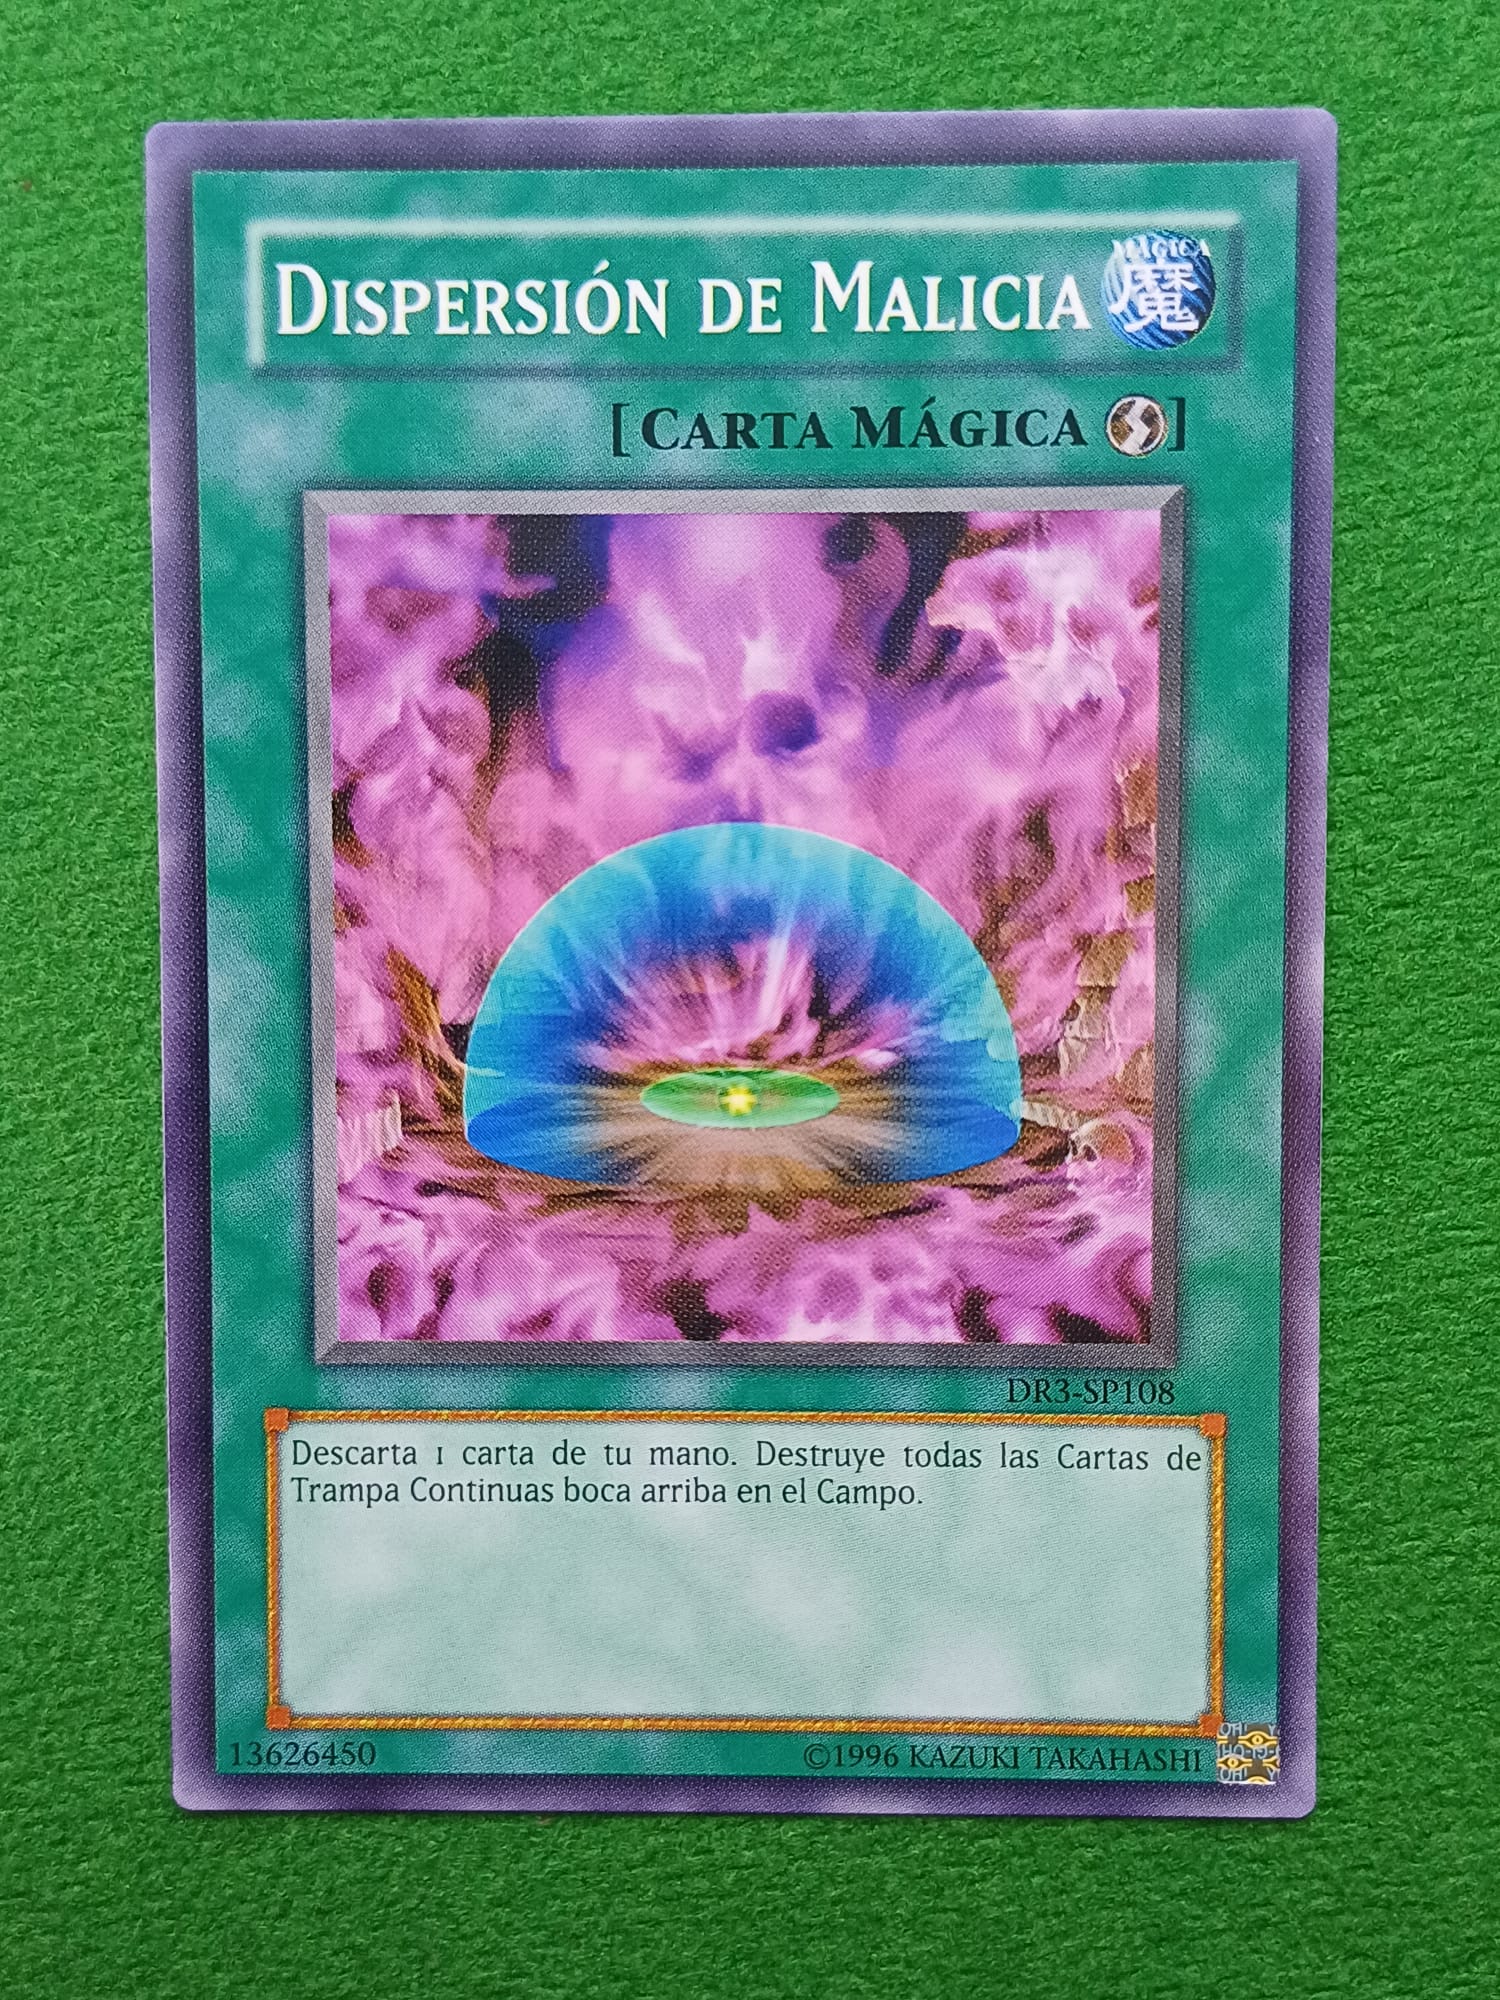 DISPERSIÓN DE MALICIA
MÁGICA
魔
[CARTA MÁGICA]
DR3-SP108
Descarta 1 carta de tu mano. Destruye todas las Cartas de
Trampa Continuas boca arriba en el Campo.
13626450
©1996 KAZUKI TAKAHASHI